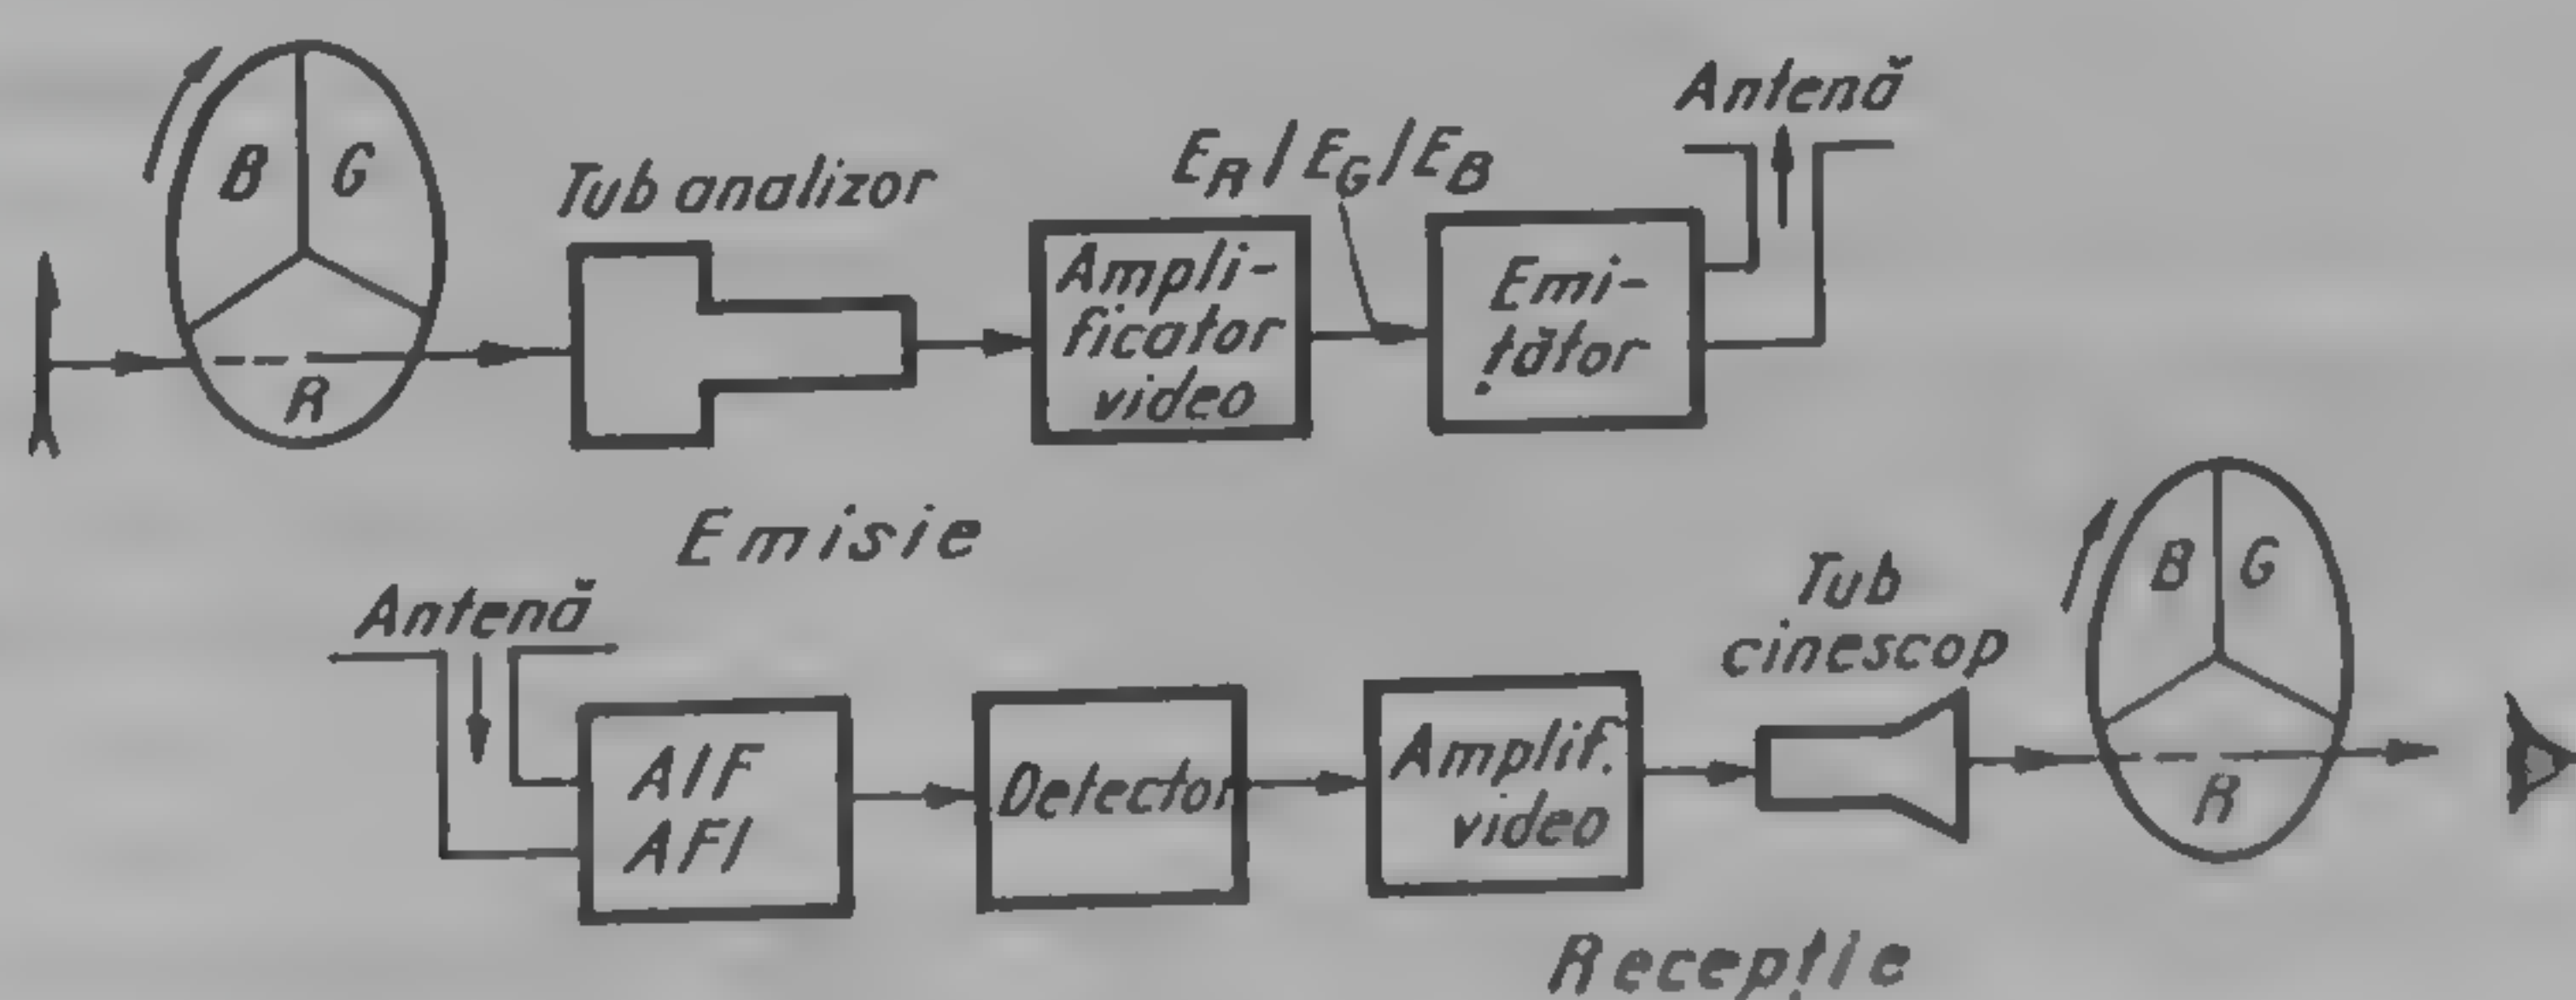 B G
R
Tub analizor
Ampli-
ficator
video
E_R / E_G / E_B
Emi-
țător
Antenă
Emisie
Antenă
AIF
AFI
Detector
Amplif.
video
Tub
cinescop
B G
R
Recepție